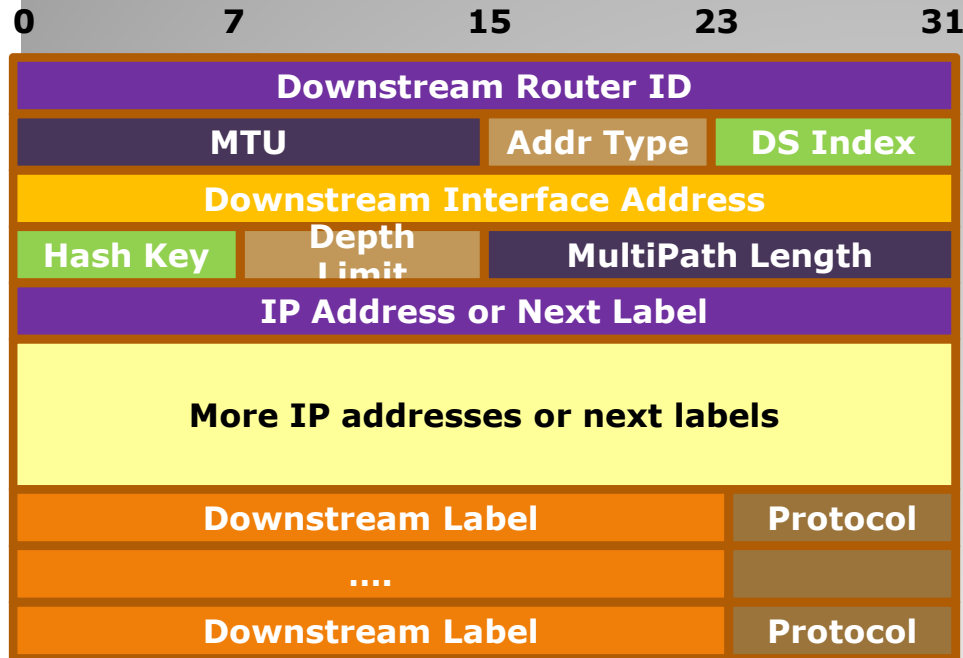 0 7 15 23 31
Downstream Router ID
MTU Addr Type DS Index
Downstream Interface Address
Hash Key Depth Limit MultiPath Length
IP Address or Next Label
More IP addresses or next labels
Downstream Label Protocol
....
Downstream Label Protocol